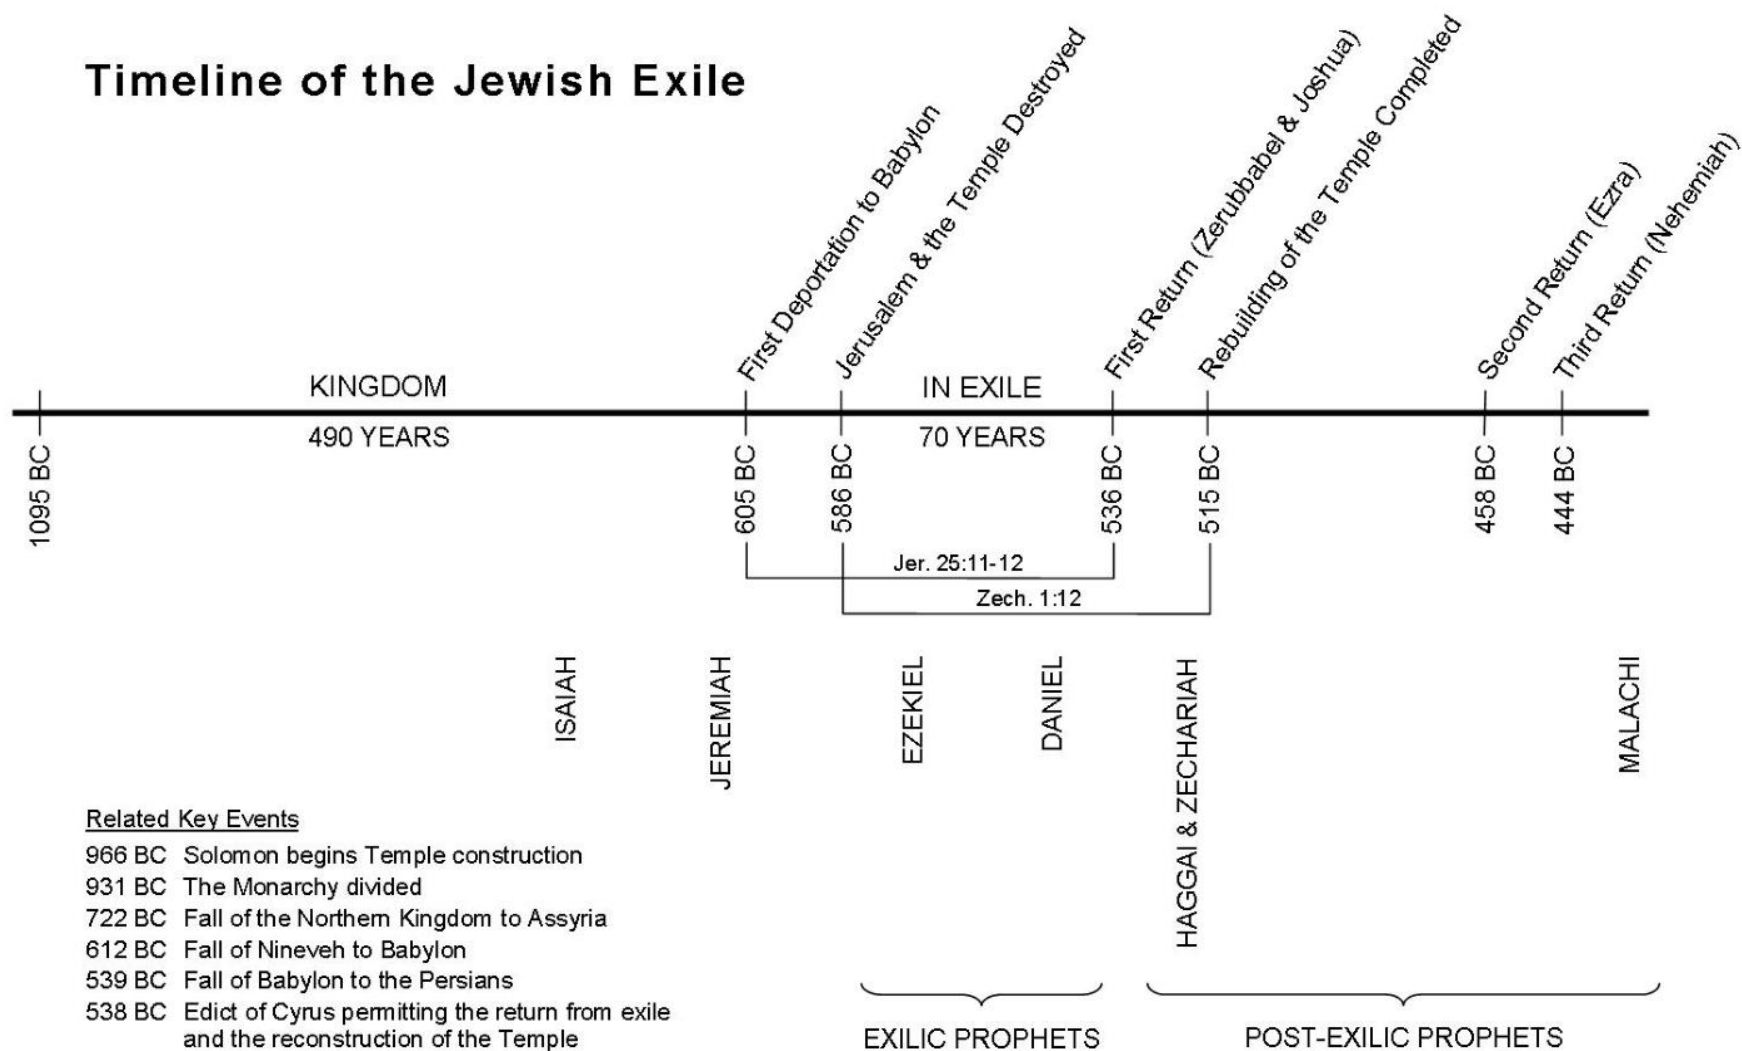 Timeline of the Jewish Exile
First Deportation to Babylon
Jerusalem & the Temple Destroyed
First Return (Zerubbabel & Joshua)
Rebuilding of the Temple Completed
Second Return (Ezra)
Third Return (Nehemiah)
KINGDOM
IN EXILE
490 YEARS
70 YEARS
1095 BC
605 BC
586 BC
536 BC
515 BC
458 BC
444 BC
Jer. 25:11-12
Zech. 1:12
ISAIAH
JEREMIAH
EZEKIEL
DANIEL
HAGGAI & ZECHARIAH
MALACHI
Related Key Events
966 BC Solomon begins Temple construction
931 BC The Monarchy divided
722 BC Fall of the Northern Kingdom to Assyria
612 BC Fall of Nineveh to Babylon
539 BC Fall of Babylon to the Persians
538 BC Edict of Cyrus permitting the return from exile
and the reconstruction of the Temple
EXILIC PROPHETS
POST-EXILIC PROPHETS